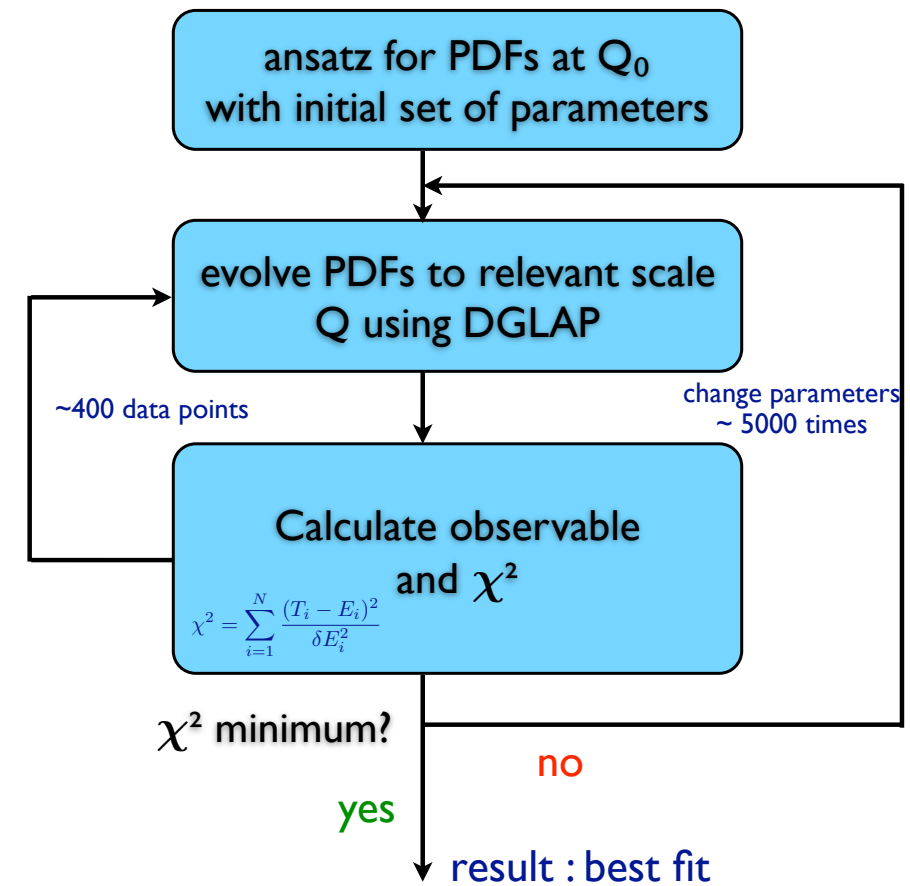 ansatz for PDFs at Q₀
with initial set of parameters
evolve PDFs to relevant scale
Q using DGLAP
~400 data points
change parameters
~ 5000 times
Calculate observable
and χ²
χ² = ∑_{i=1}^{N} (T_i − E_i)² / δE_i²
χ² minimum?
no
yes
result : best fit